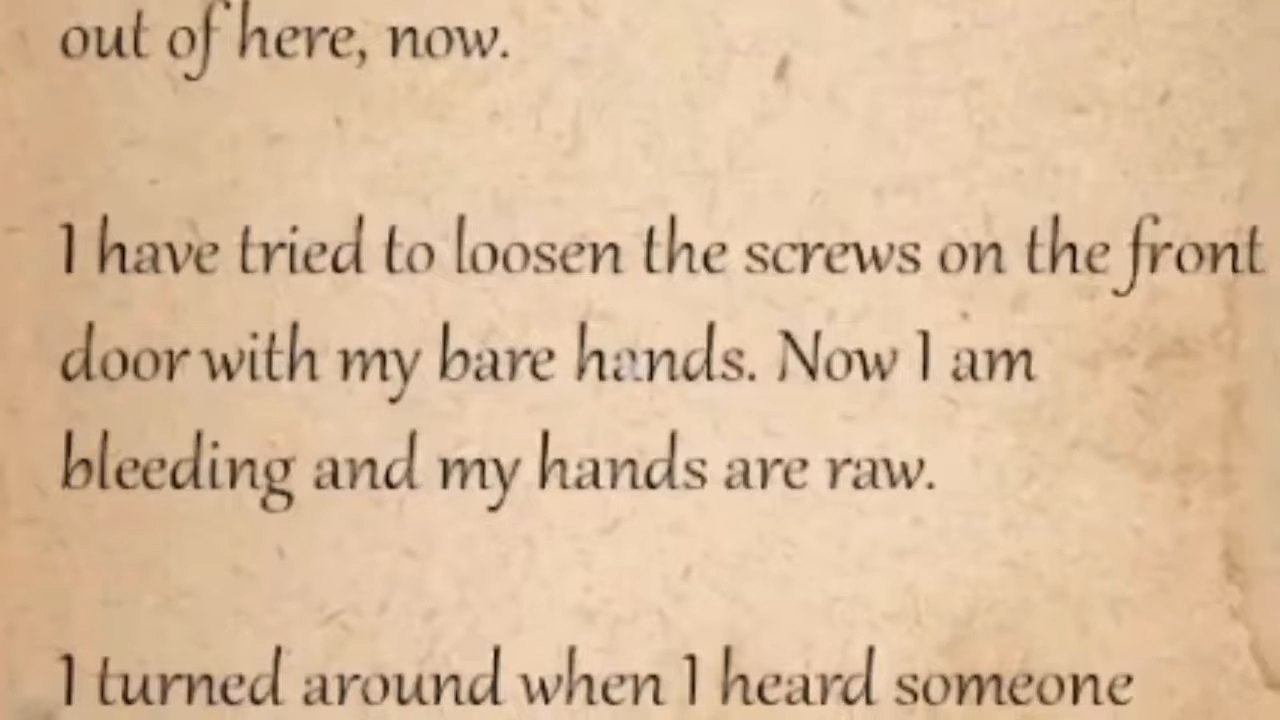 out of here, now.
I have tried to loosen the screws on the front
door with my bare hands. Now I am
bleeding and my hands are raw.
I turned around when I heard someone